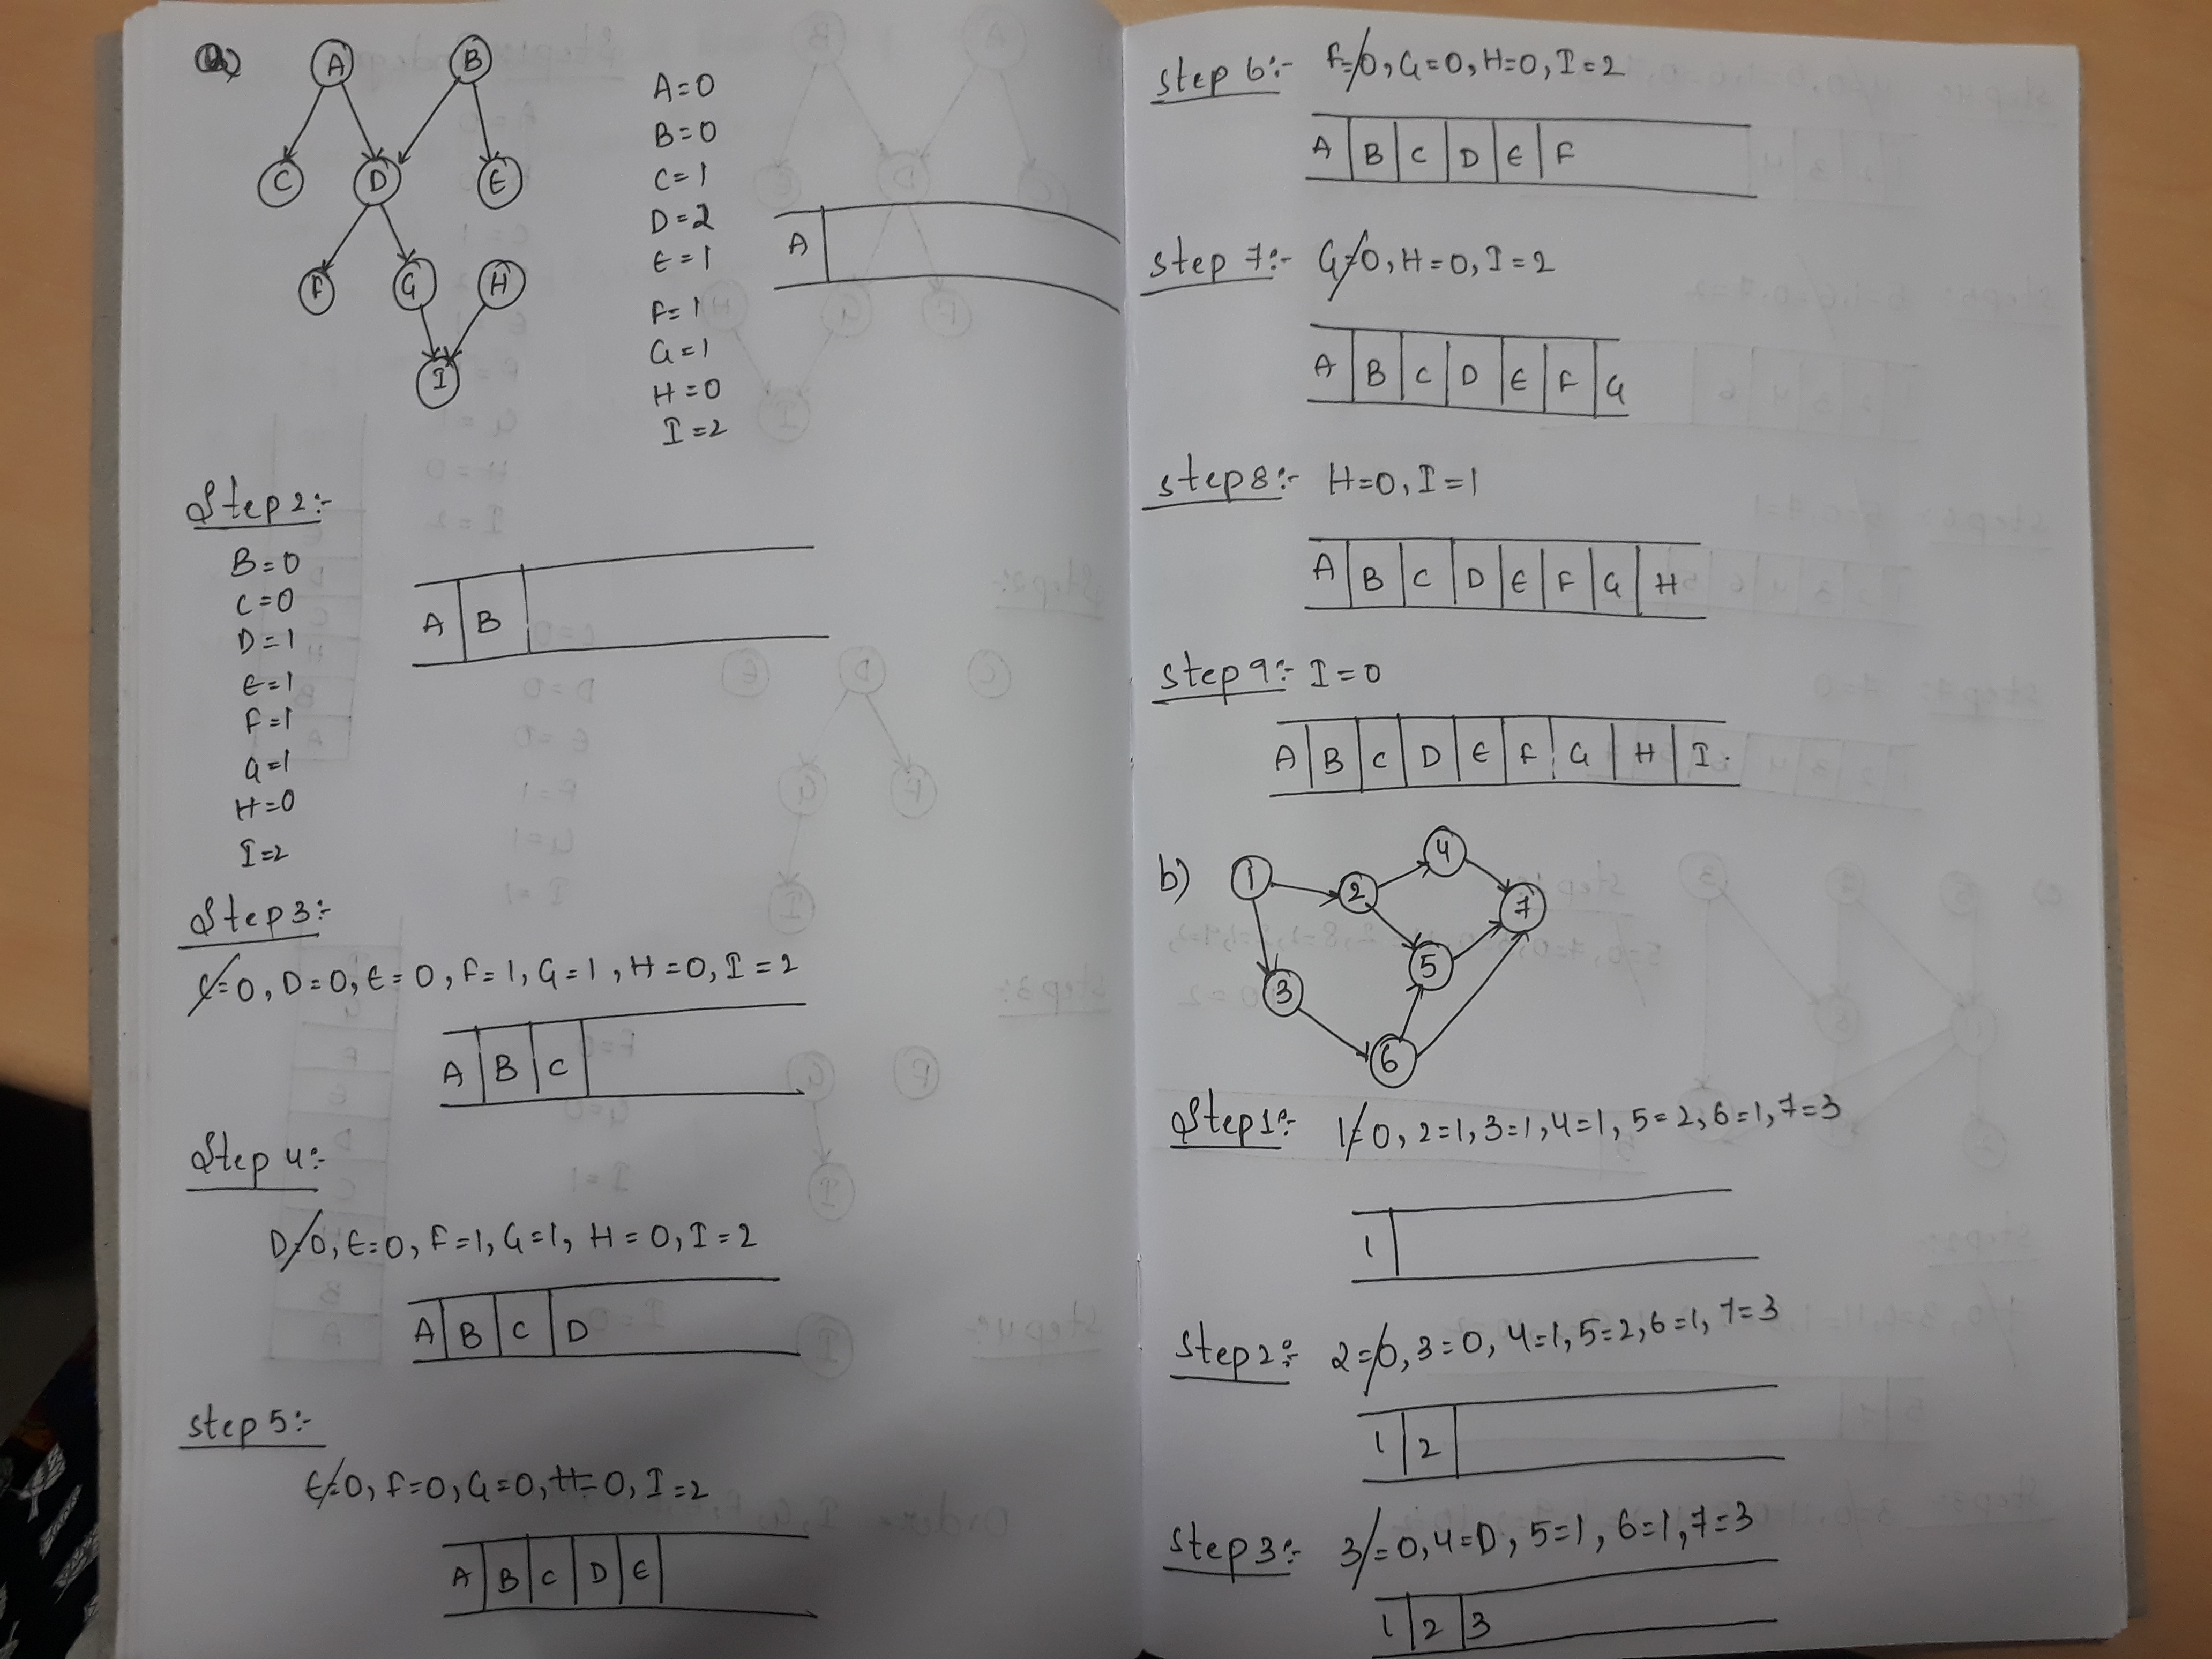 a)
A B
C D E
F G H
I
A=0
B=0
C=1
D=2
E=1
F=1
G=1
H=0
I=2
A
Step 2:-
B=0
C=0
D=1
E=1
F=1
G=1
H=0
I=2
A B
Step 3:-
C=0, D=0, E=0, F=1, G=1, H=0, I=2
A B C
Step 4:-
D=0, E=0, F=1, G=1, H=0, I=2
A B C D
step 5:-
E=0, F=0, G=0, H=0, I=2
A B C D E
step 6:- F=0, G=0, H=0, I=2
A B C D E F
step 7:- G=0, H=0, I=2
A B C D E F G
step 8:- H=0, I=1
A B C D E F G H
step 9:- I=0
A B C D E F G H I
b)
1 2 4
7
3 5
6
Step 1:- 1=0, 2=1, 3=1, 4=1, 5=2, 6=1, 7=3
1
Step 2:- 2=0, 3=0, 4=1, 5=2, 6=1, 7=3
1 2
Step 3:- 3=0, 4=0, 5=1, 6=1, 7=3
1 2 3